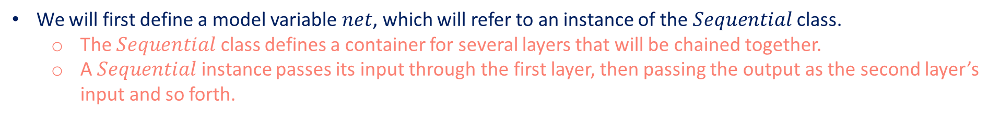 • We will first define a model variable net, which will refer to an instance of the Sequential class.
○ The Sequential class defines a container for several layers that will be chained together.
○ A Sequential instance passes its input through the first layer, then passing the output as the second layer’s
input and so forth.